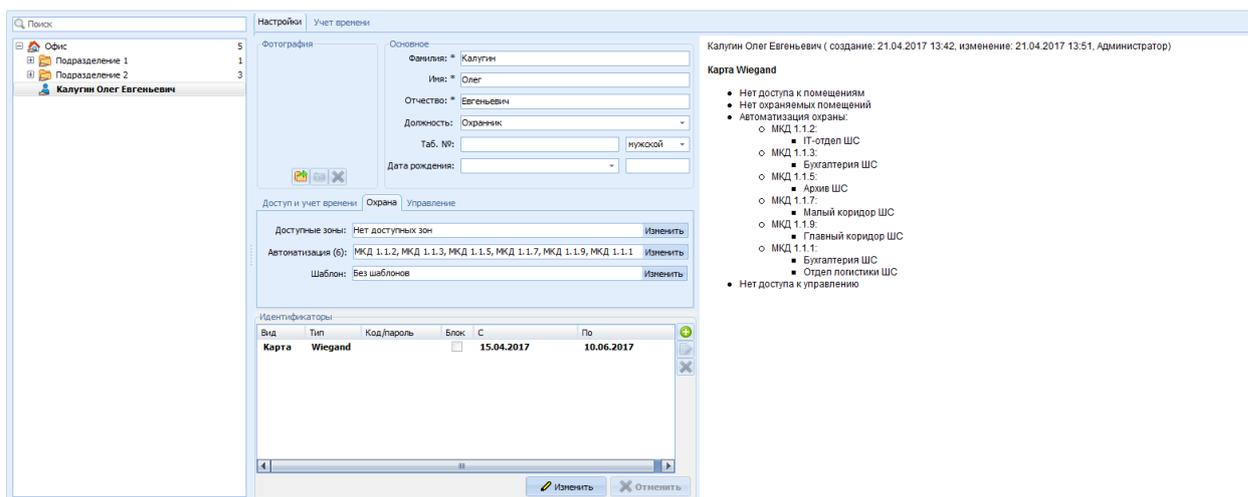 Поиск
Офис 5
Подразделение 1 1
Подразделение 2 3
Калугин Олег Евгеньевич
Настройки Учет времени
Фотография
Основное
Фамилия: * Калугин
Имя: * Олег
Отчество: * Евгеньевич
Должность: Охранник
Таб. №: мужской
Дата рождения:
Доступ и учет времени Охрана Управление
Доступные зоны: Нет доступных зон Изменить
Автоматизация (6): МКД 1.1.2, МКД 1.1.3, МКД 1.1.5, МКД 1.1.7, МКД 1.1.9, МКД 1.1.1 Изменить
Шаблон: Без шаблонов Изменить
Идентификаторы
Вид Тип Код/пароль Блок С По
Карта Wiegand 15.04.2017 10.06.2017
Изменить Отменить
Калугин Олег Евгеньевич ( создание: 21.04.2017 13:42, изменение: 21.04.2017 13:51, Администратор)
Карта Wiegand
Нет доступа к помещениям
Нет охраняемых помещений
Автоматизация охраны:
МКД 1.1.2:
IT-отдел ШС
МКД 1.1.3:
Бухгалтерия ШС
МКД 1.1.5:
Архив ШС
МКД 1.1.7:
Малый коридор ШС
МКД 1.1.9:
Главный коридор ШС
МКД 1.1.1:
Бухгалтерия ШС
Отдел логистики ШС
Нет доступа к управлению